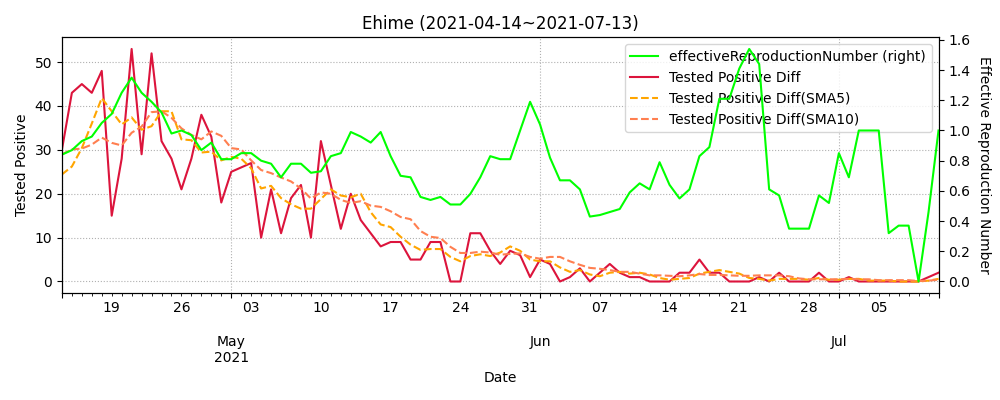 Ehime (2021-04-14~2021-07-13)
effectiveReproductionNumber (right)
Tested Positive Diff
Tested Positive Diff(SMA5)
Tested Positive Diff(SMA10)
Tested Positive
50
40
30
20
10
0
1.6
1.4
1.2
1.0
0.8
0.6
0.4
0.2
0.0
Effective Reproduction Number
19 26 03 10 17 24 31 07 14 21 28 05
May Jun Jul
2021
Date